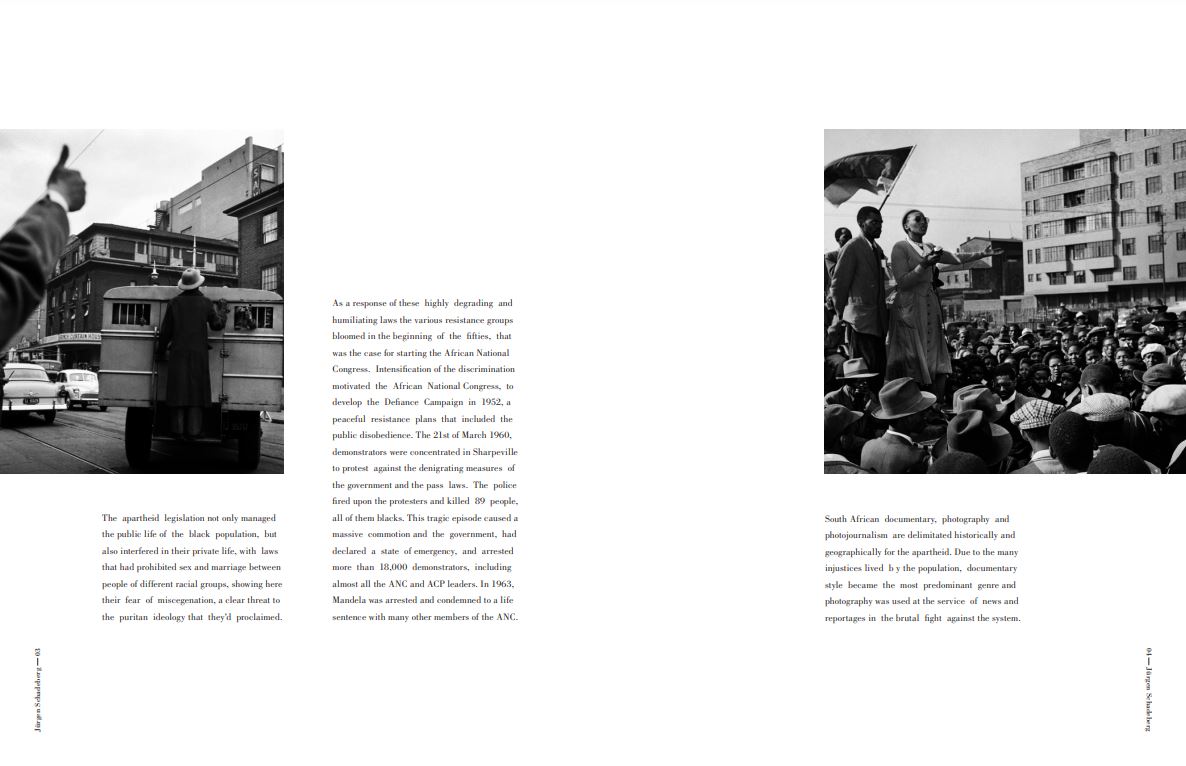 The apartheid legislation not only managed
the public life of the black population, but
also interfered in their private life, with laws
that had prohibited sex and marriage between
people of different racial groups, showing here
their fear of miscegenation, a clear threat to
the puritan ideology that they'd proclaimed.
As a response of these highly degrading and
humiliating laws the various resistance groups
bloomed in the beginning of the fifties, that
was the case for starting the African National
Congress. Intensification of the discrimination
motivated the African National Congress, to
develop the Defiance Campaign in 1952, a
peaceful resistance plans that included the
public disobedience. The 21st of March 1960,
demonstrators were concentrated in Sharpeville
to protest against the denigrating measures of
the government and the pass laws. The police
fired upon the protesters and killed 89 people,
all of them blacks. This tragic episode caused a
massive commotion and the government, had
declared a state of emergency, and arrested
more than 18,000 demonstrators, including
almost all the ANC and ACP leaders. In 1963,
Mandela was arrested and condemned to a life
sentence with many other members of the ANC.
South African documentary, photography and
photojournalism are delimitated historically and
geographically for the apartheid. Due to the many
injustices lived b y the population, documentary
style became the most predominant genre and
photography was used at the service of news and
reportages in the brutal fight against the system.
Jürgen Schadeberg — 03
04 — Jürgen Schadeberg